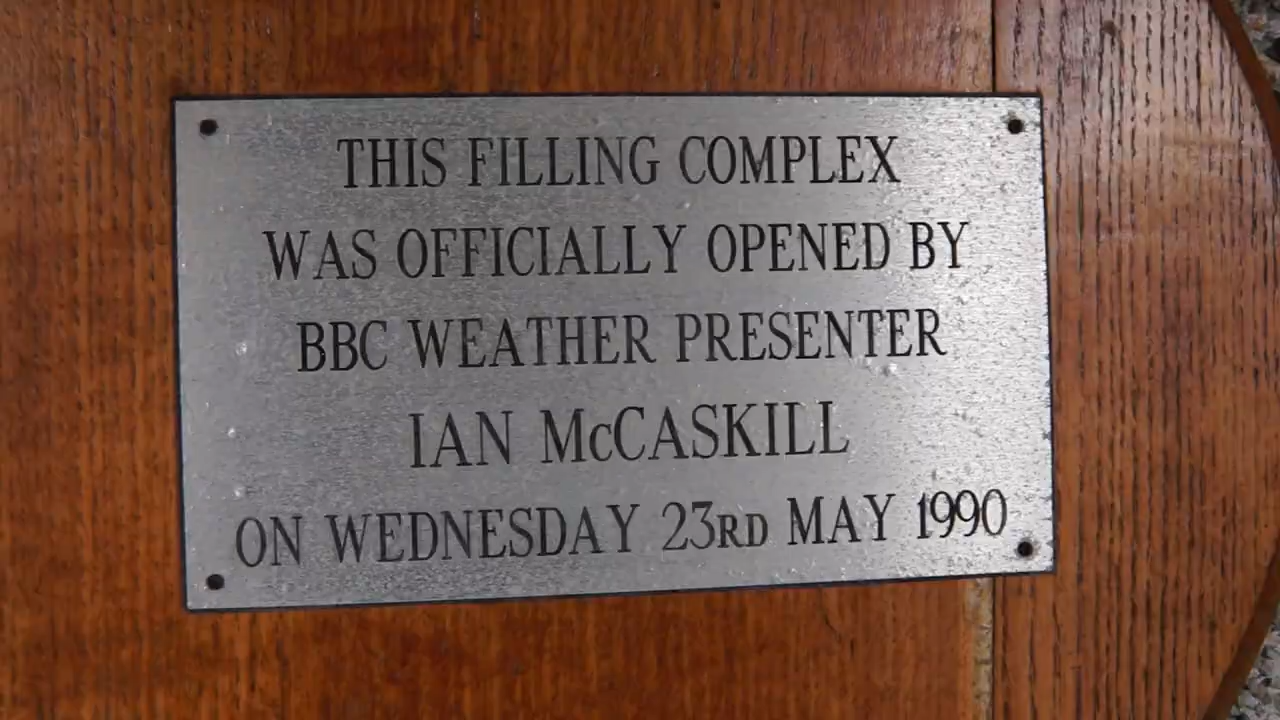 THIS FILLING COMPLEX
WAS OFFICIALLY OPENED BY
BBC WEATHER PRESENTER
IAN McCASKILL
ON WEDNESDAY 23RD MAY 1990